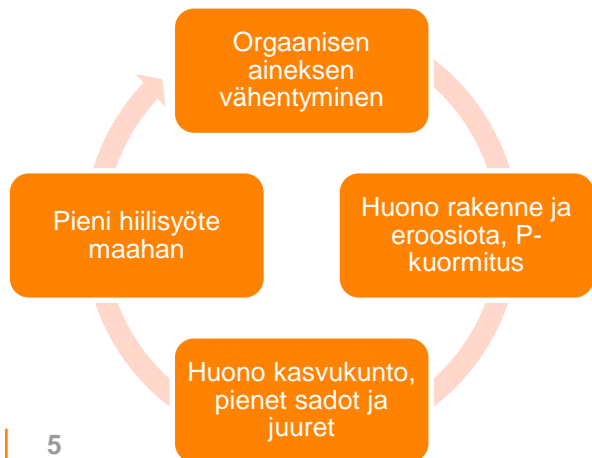 Orgaanisen
aineksen
vähentyminen
Huono rakenne ja
eroosiota, P-
kuormitus
Huono kasvukunto,
pienet sadot ja
juuret
Pieni hiilisyöte
maahan
5